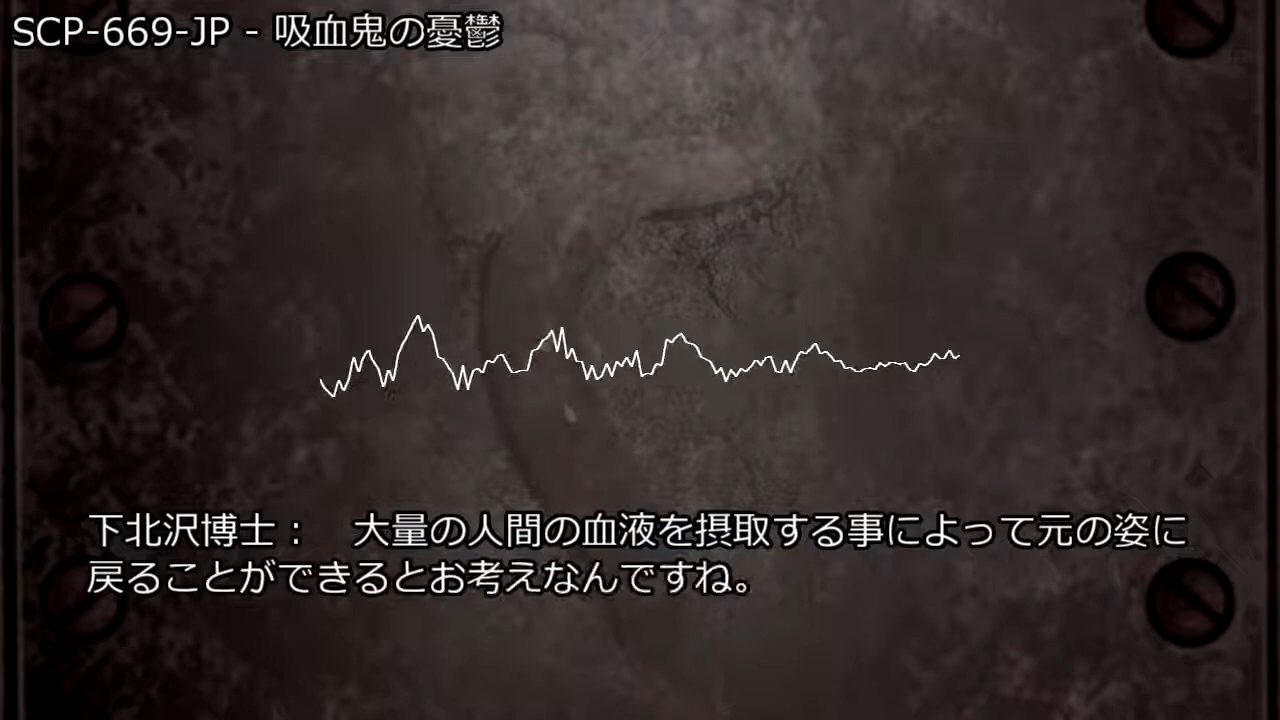 SCP-669-JP - 吸血鬼の憂鬱
下北沢博士：　大量の人間の血液を摂取する事によって元の姿に
戻ることができるとお考えなんですね。